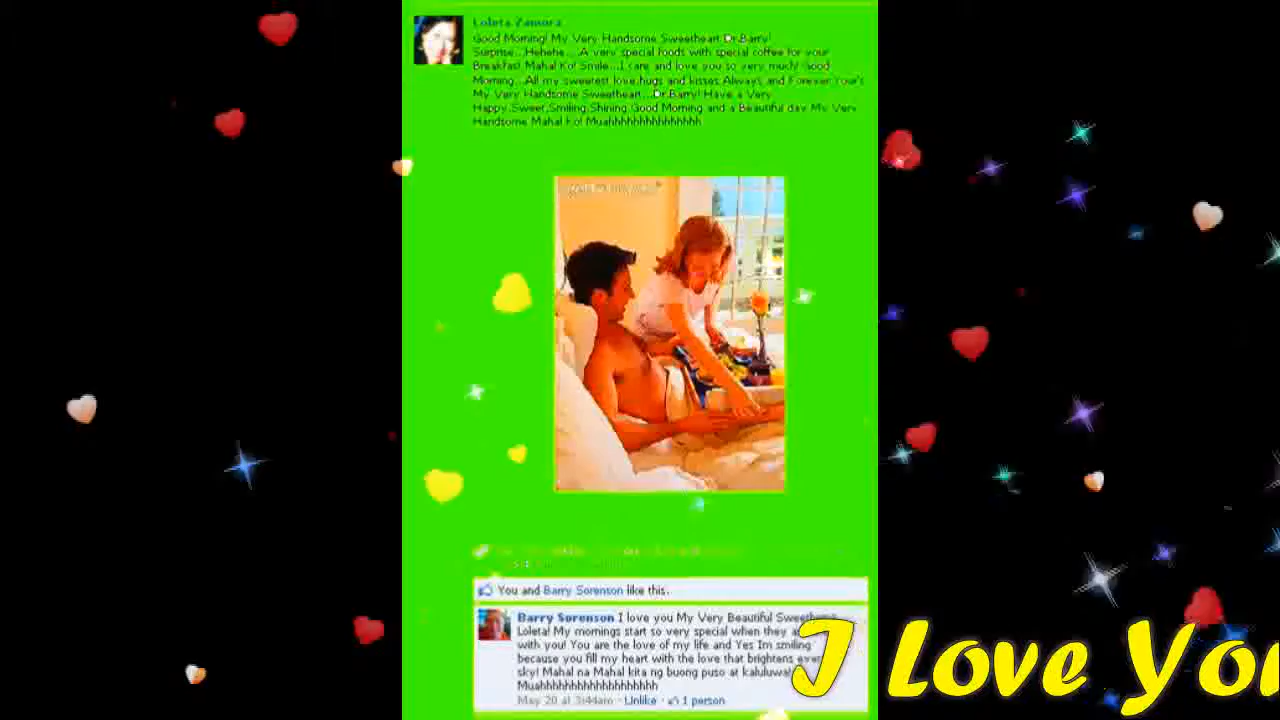 Loleta Zamora
Good Morning! My Very Handsome Sweetheart Dr.Barry!
Surprise...Hehehe....A very special foods with special coffee for your
Breakfast Mahal Ko! Smile...I care and love you so very much! Good
Morning...All my sweetest love,hugs and kisses Always and Forever Your's
My Very Handsome Sweetheart...Dr.Barry! Have a Very
Happy,Sweet,Smiling,Shining Good Morning and a Beautiful day My Very
Handsome Mahal Ko! Muahhhhhhhhhhhhhhh
You and Barry Sorenson like this.
Barry Sorenson I love you My Very Beautiful
Loleta! My mornings start so very special when they
with you! You are the love of my life and Yes Im smiling
because you fill my heart with the love that brightens
sky! Mahal na Mahal kita ng buong puso at kaluluwa!
Muahhhhhhhhhhhhhhhhhhh
May 20 at 3:44am · Unlike · 1 person
I Love You